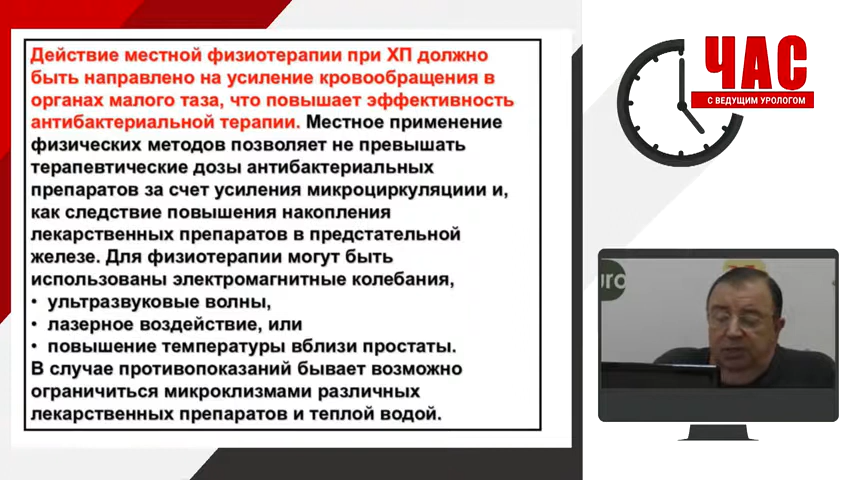 Действие местной физиотерапии при ХП должно
быть направлено на усиление кровообращения в
органах малого таза, что повышает эффективность
антибактериальной терапии. Местное применение
физических методов позволяет не превышать
терапевтические дозы антибактериальных
препаратов за счет усиления микроциркуляциии и,
как следствие повышения накопления
лекарственных препаратов в предстательной
железе. Для физиотерапии могут быть
использованы электромагнитные колебания,
• ультразвуковые волны,
• лазерное воздействие, или
• повышение температуры вблизи простаты.
В случае противопоказаний бывает возможно
ограничиться микроклизмами различных
лекарственных препаратов и теплой водой.
ЧАС
С ВЕДУЩИМ УРОЛОГОМ
uro